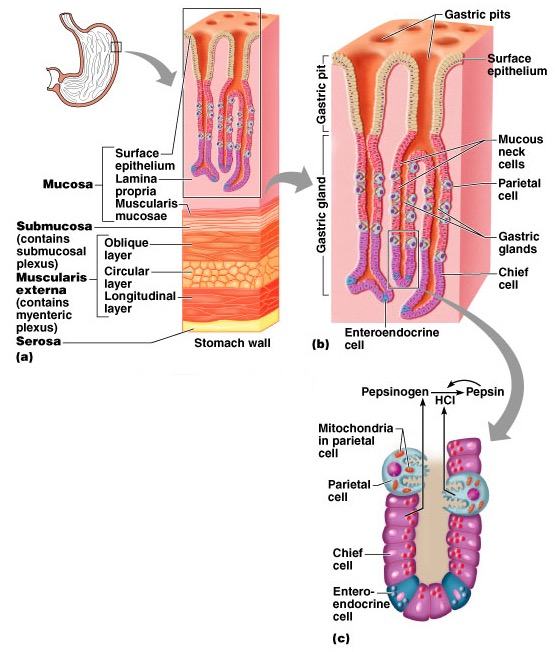 (a)
Surface
epithelium
Lamina
propria
Muscularis
mucosae
Mucosa
Submucosa
(contains
submucosal
plexus)
Muscularis
externa
(contains
myenteric
plexus)
Serosa
Oblique
layer
Circular
layer
Longitudinal
layer
Stomach wall
(b)
Gastric pits
Surface
epithelium
Gastric pit
Gastric gland
Mucous
neck
cells
Parietal
cell
Gastric
glands
Chief
cell
Enteroendocrine
cell
Pepsinogen
Pepsin
HCl
Mitochondria
in parietal
cell
Parietal
cell
Chief
cell
Entero-
endocrine
cell
(c)